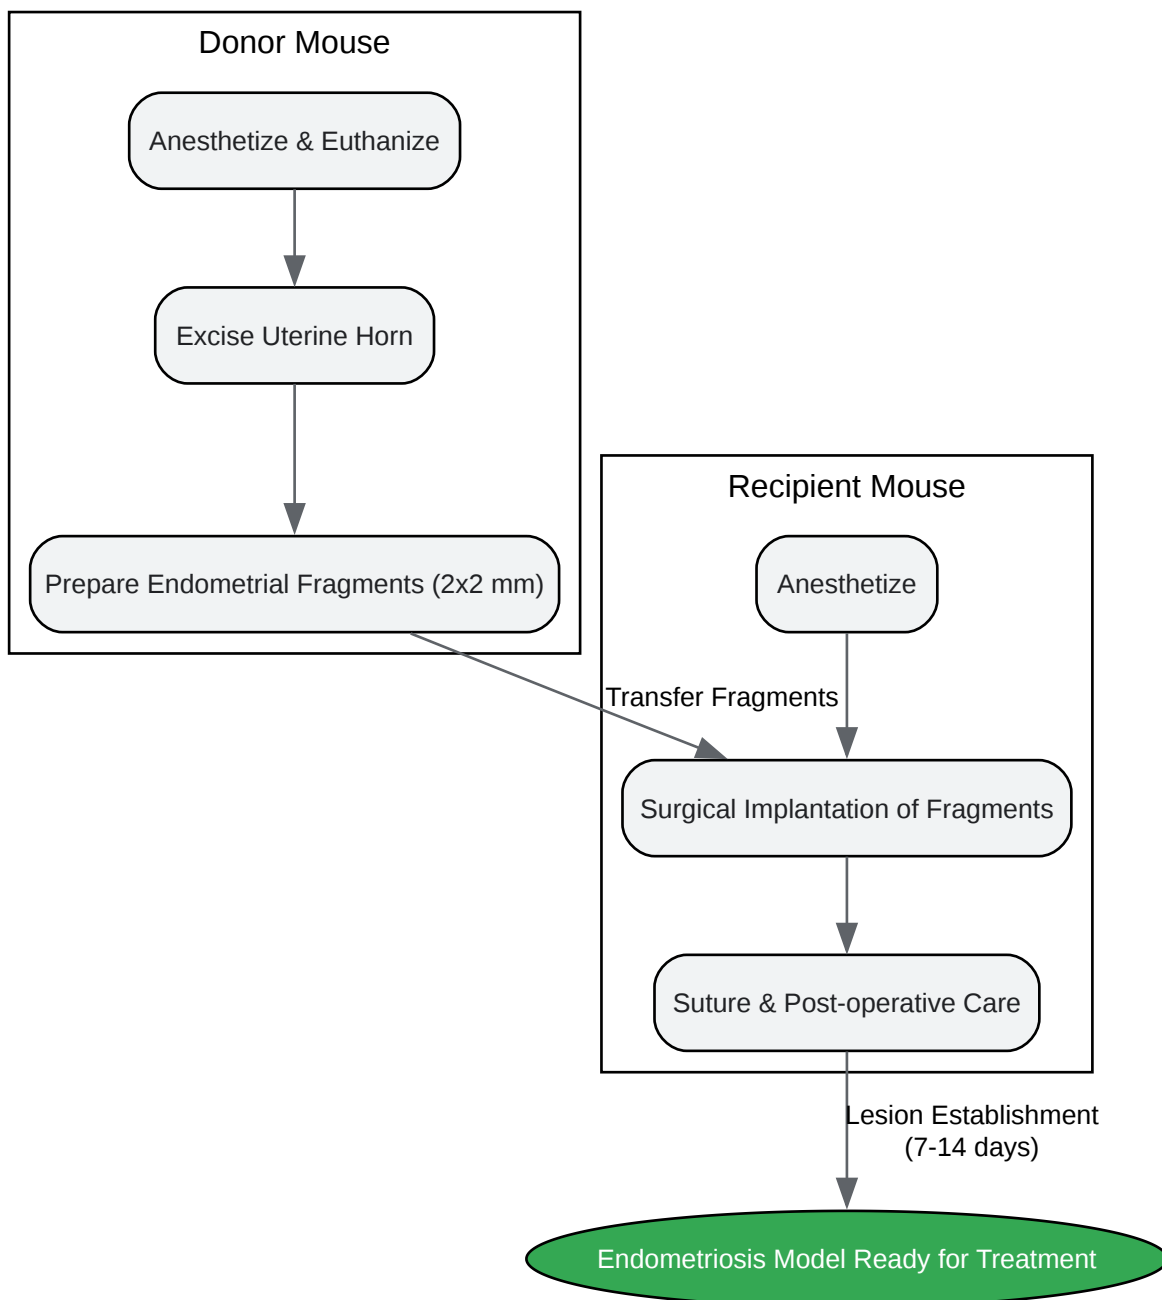 Donor Mouse
Anesthetize & Euthanize
Excise Uterine Horn
Prepare Endometrial Fragments (2x2 mm)
Transfer Fragments
Recipient Mouse
Anesthetize
Surgical Implantation of Fragments
Suture & Post-operative Care
Lesion Establishment
(7-14 days)
Endometriosis Model Ready for Treatment